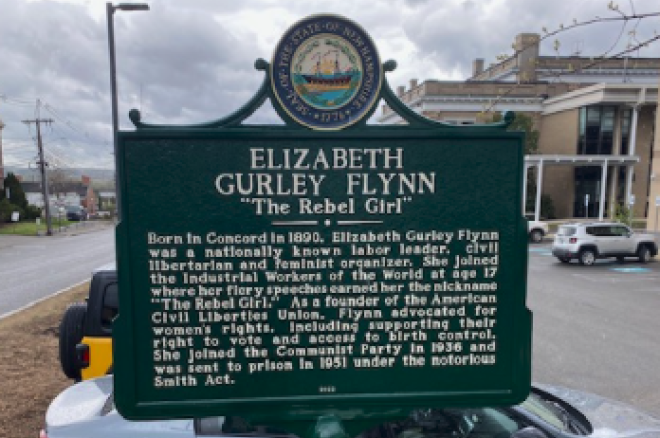 SEAL OF THE STATE OF NEW HAMPSHIRE
1776
ELIZABETH
GURLEY FLYNN
"The Rebel Girl"
Born in Concord in 1890, Elizabeth Gurley Flynn
was a nationally known labor leader, civil
libertarian and feminist organizer. She joined
the Industrial Workers of the World at age 17
where her fiery speeches earned her the nickname
"The Rebel Girl." As a founder of the American
Civil Liberties Union, Flynn advocated for
women's rights, including supporting their
right to vote and access to birth control.
She joined the Communist Party in 1936 and
was sent to prison in 1951 under the notorious
Smith Act.